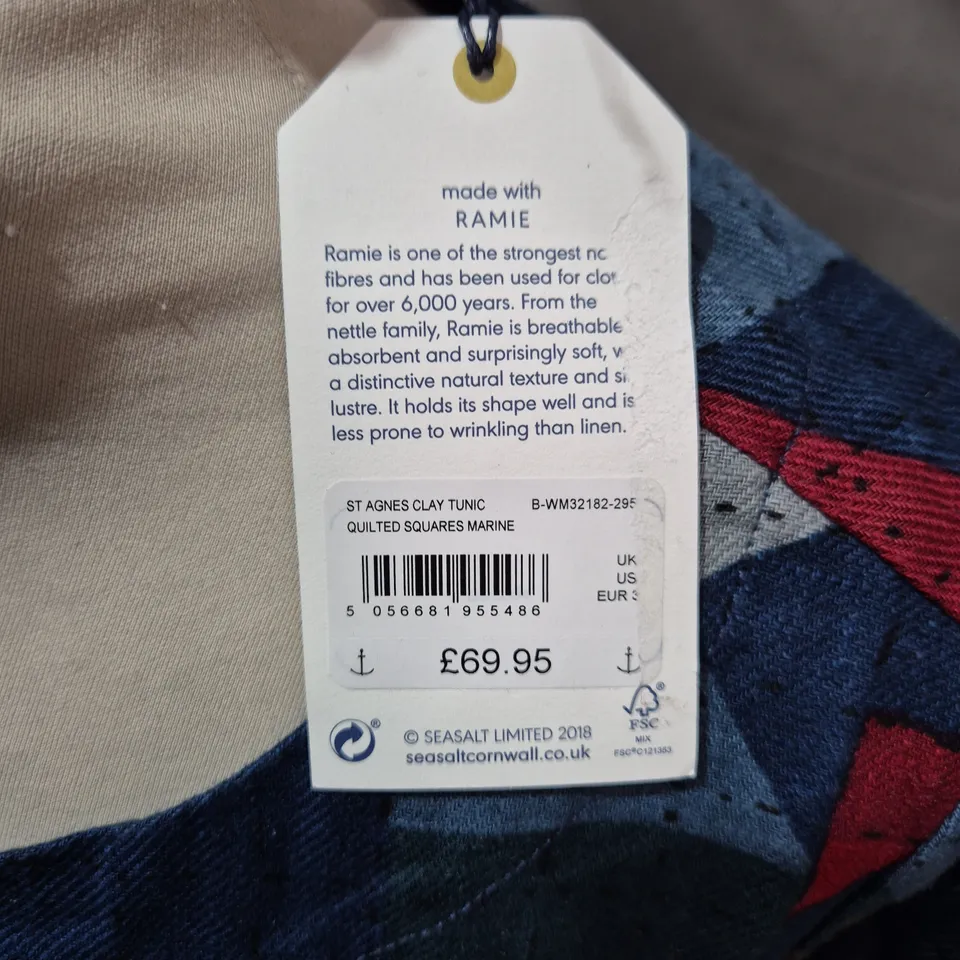 made with
RAMIE
Ramie is one of the strongest
fibres and has been used for
for over 6,000 years. From the
nettle family, Ramie is breathable
absorbent and surprisingly soft,
a distinctive natural texture and
lustre. It holds its shape well and is
less prone to wrinkling than linen.
ST AGNES CLAY TUNIC B-WM32182-295
QUILTED SQUARES MARINE
UK
US
EUR
5 056681 955486
£69.95
FSC®
MIX
FSC® C121353
© SEASALT LIMITED 2018
seasaltcornwall.co.uk